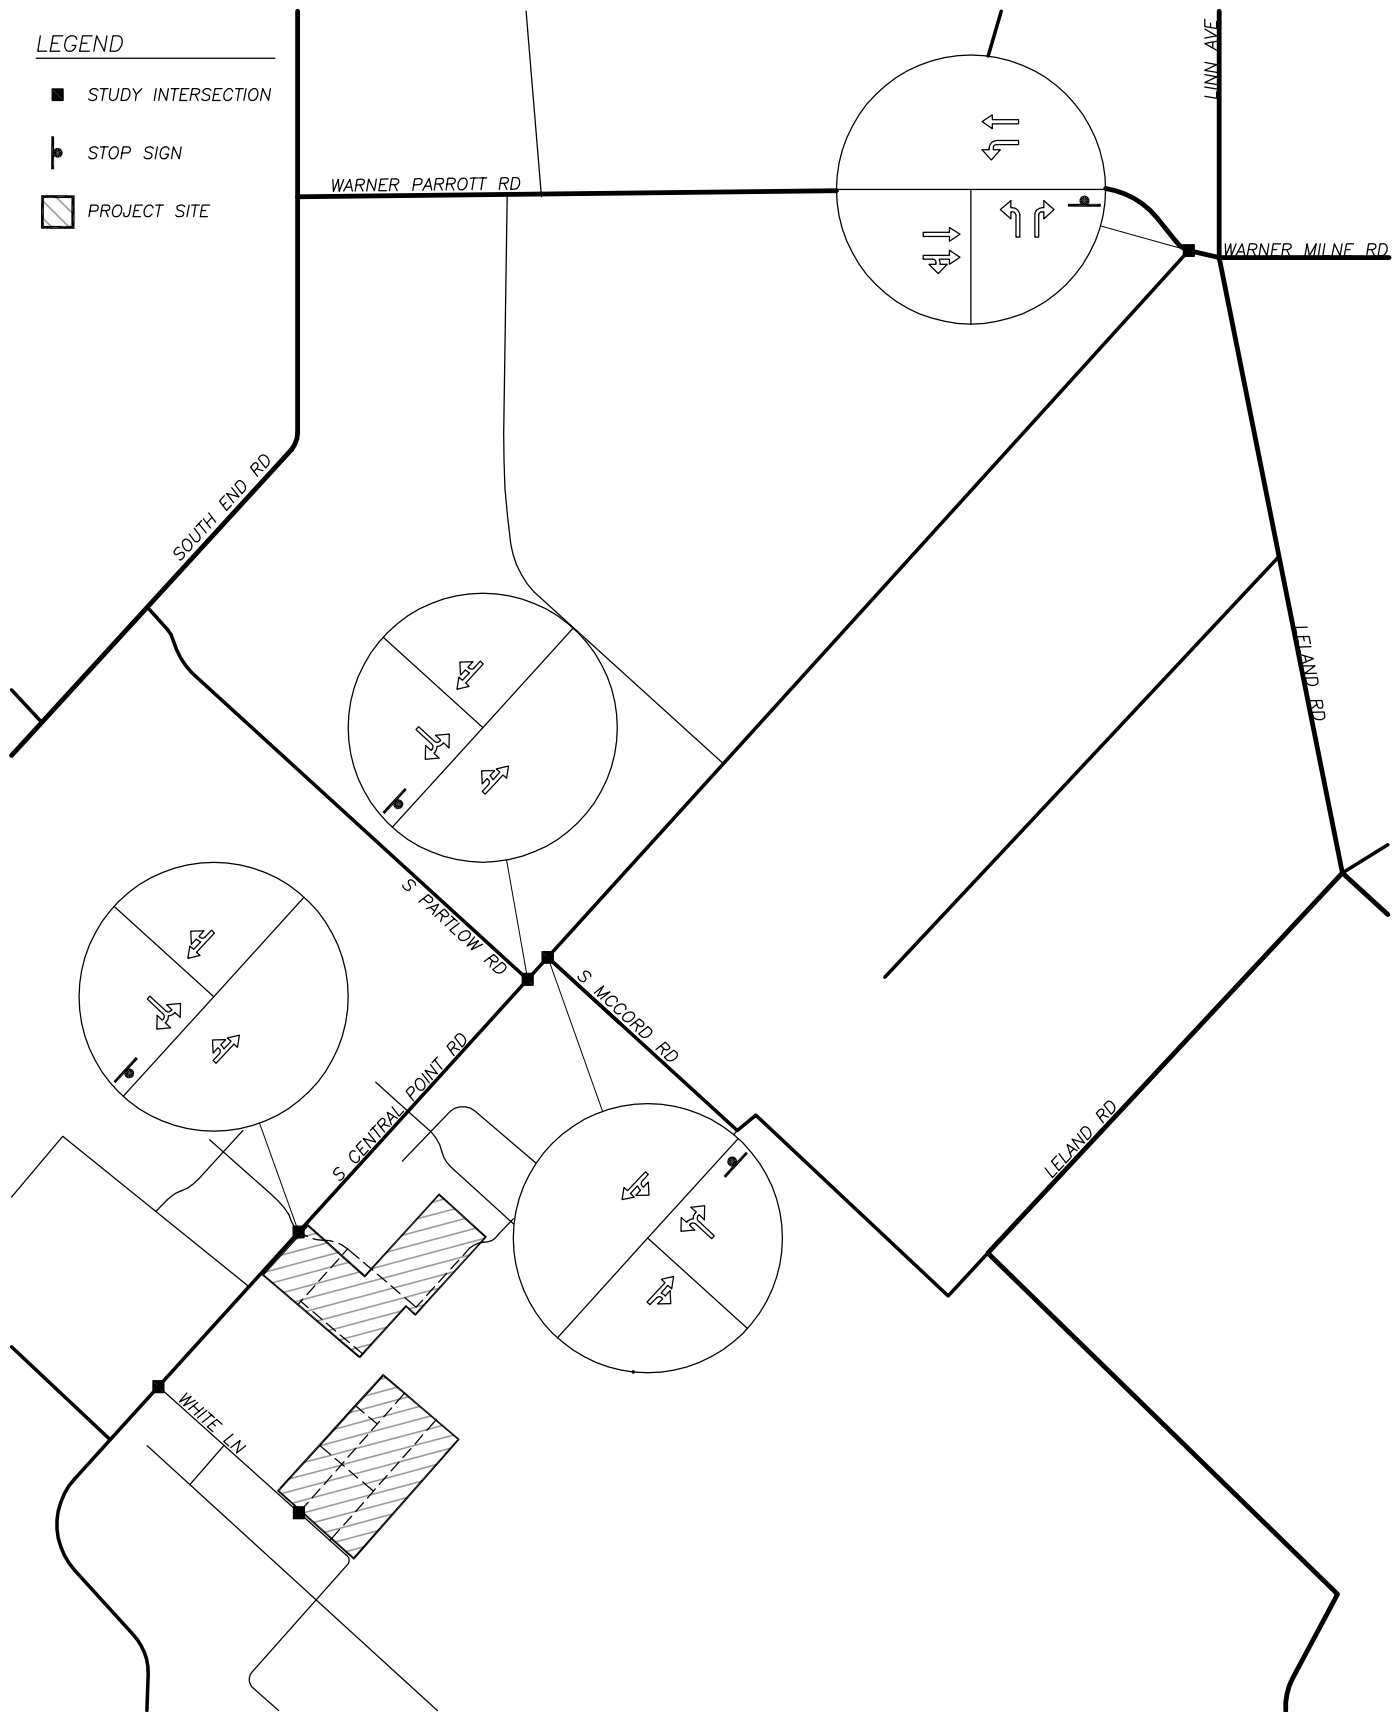 LEGEND
STUDY INTERSECTION
STOP SIGN
PROJECT SITE
LINN AVE
WARNER PARROTT RD
WARNER MILNE RD
SOUTH END RD
LELAND RD
S PARTLOW RD
S MCCORD RD
S CENTRAL POINT RD
LELAND RD
WHITE LN